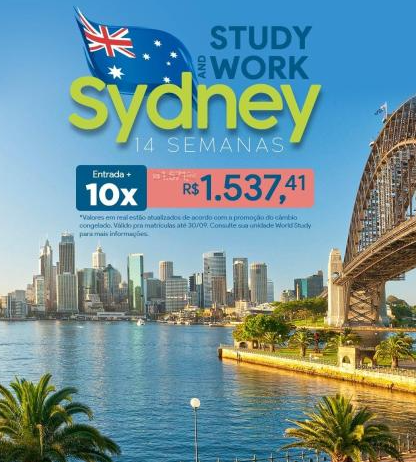 STUDY
AND WORK
Sydney
14 SEMANAS
Entrada +
10x
R$ 1.537,41
*Valores em real estão atualizados de acordo com a promoção do câmbio
congelado. Válido pra matrículas até 30/09. Consulte sua unidade World Study
para mais informações.